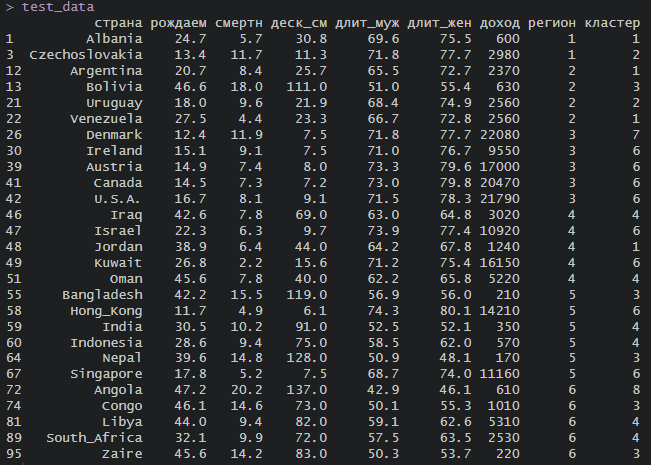 > test_data
страна рождаем смертн деск_см длит_муж длит_жен доход регион кластер
1 Albania 24.7 5.7 30.8 69.6 75.5 600 1 1
3 Czechoslovakia 13.4 11.7 11.3 71.8 77.7 2980 1 2
12 Argentina 20.7 8.4 25.7 65.5 72.7 2370 2 1
13 Bolivia 46.6 18.0 111.0 51.0 55.4 630 2 3
21 Uruguay 18.0 9.6 21.9 68.4 74.9 2560 2 2
22 Venezuela 27.5 4.4 23.3 66.7 72.8 2560 2 1
26 Denmark 12.4 11.9 7.5 71.8 77.7 22080 3 7
30 Ireland 15.1 9.1 7.5 71.0 76.7 9550 3 6
39 Austria 14.9 7.4 8.0 73.3 79.6 17000 3 6
41 Canada 14.5 7.3 7.2 73.0 79.8 20470 3 6
42 U.S.A. 16.7 8.1 9.1 71.5 78.3 21790 3 6
46 Iraq 42.6 7.8 69.0 63.0 64.8 3020 4 4
47 Israel 22.3 6.3 9.7 73.9 77.4 10920 4 6
48 Jordan 38.9 6.4 44.0 64.2 67.8 1240 4 1
49 Kuwait 26.8 2.2 15.6 71.2 75.4 16150 4 6
51 Oman 45.6 7.8 40.0 62.2 65.8 5220 4 4
55 Bangladesh 42.2 15.5 119.0 56.9 56.0 210 5 3
58 Hong_Kong 11.7 4.9 6.1 74.3 80.1 14210 5 6
59 India 30.5 10.2 91.0 52.5 52.1 350 5 4
60 Indonesia 28.6 9.4 75.0 58.5 62.0 570 5 4
64 Nepal 39.6 14.8 128.0 50.9 48.1 170 5 3
67 Singapore 17.8 5.2 7.5 68.7 74.0 11160 5 6
72 Angola 47.2 20.2 137.0 42.9 46.1 610 6 8
74 Congo 46.1 14.6 73.0 50.1 55.3 1010 6 3
81 Libya 44.0 9.4 82.0 59.1 62.6 5310 6 4
89 South_Africa 32.1 9.9 72.0 57.5 63.5 2530 6 4
95 Zaire 45.6 14.2 83.0 50.3 53.7 220 6 3